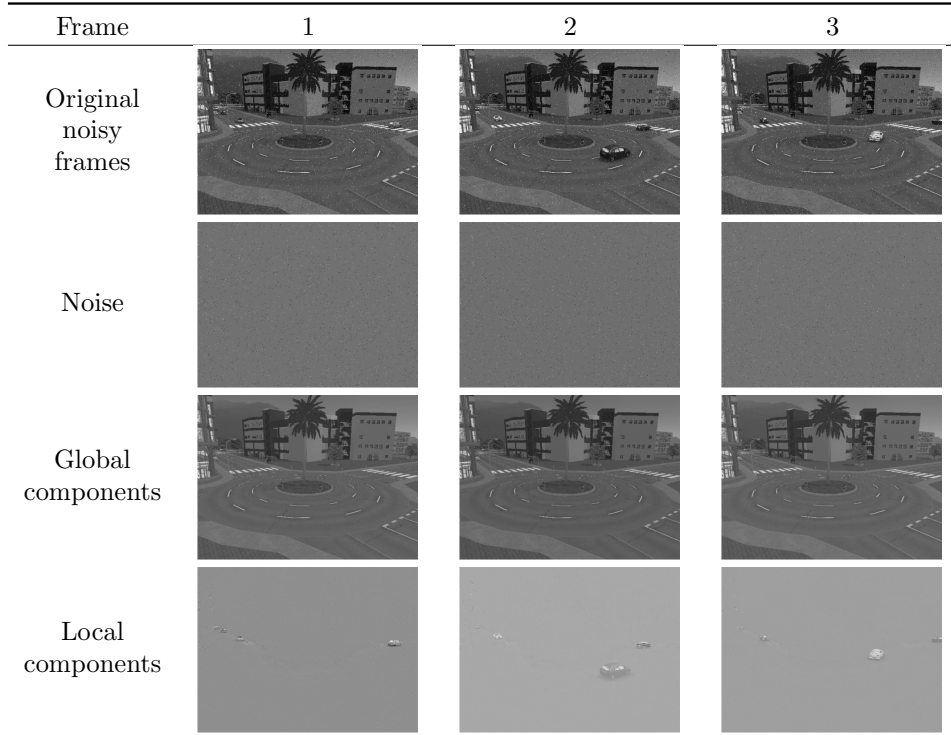 Frame 1 2 3
Original
noisy
frames
Noise
Global
components
Local
components